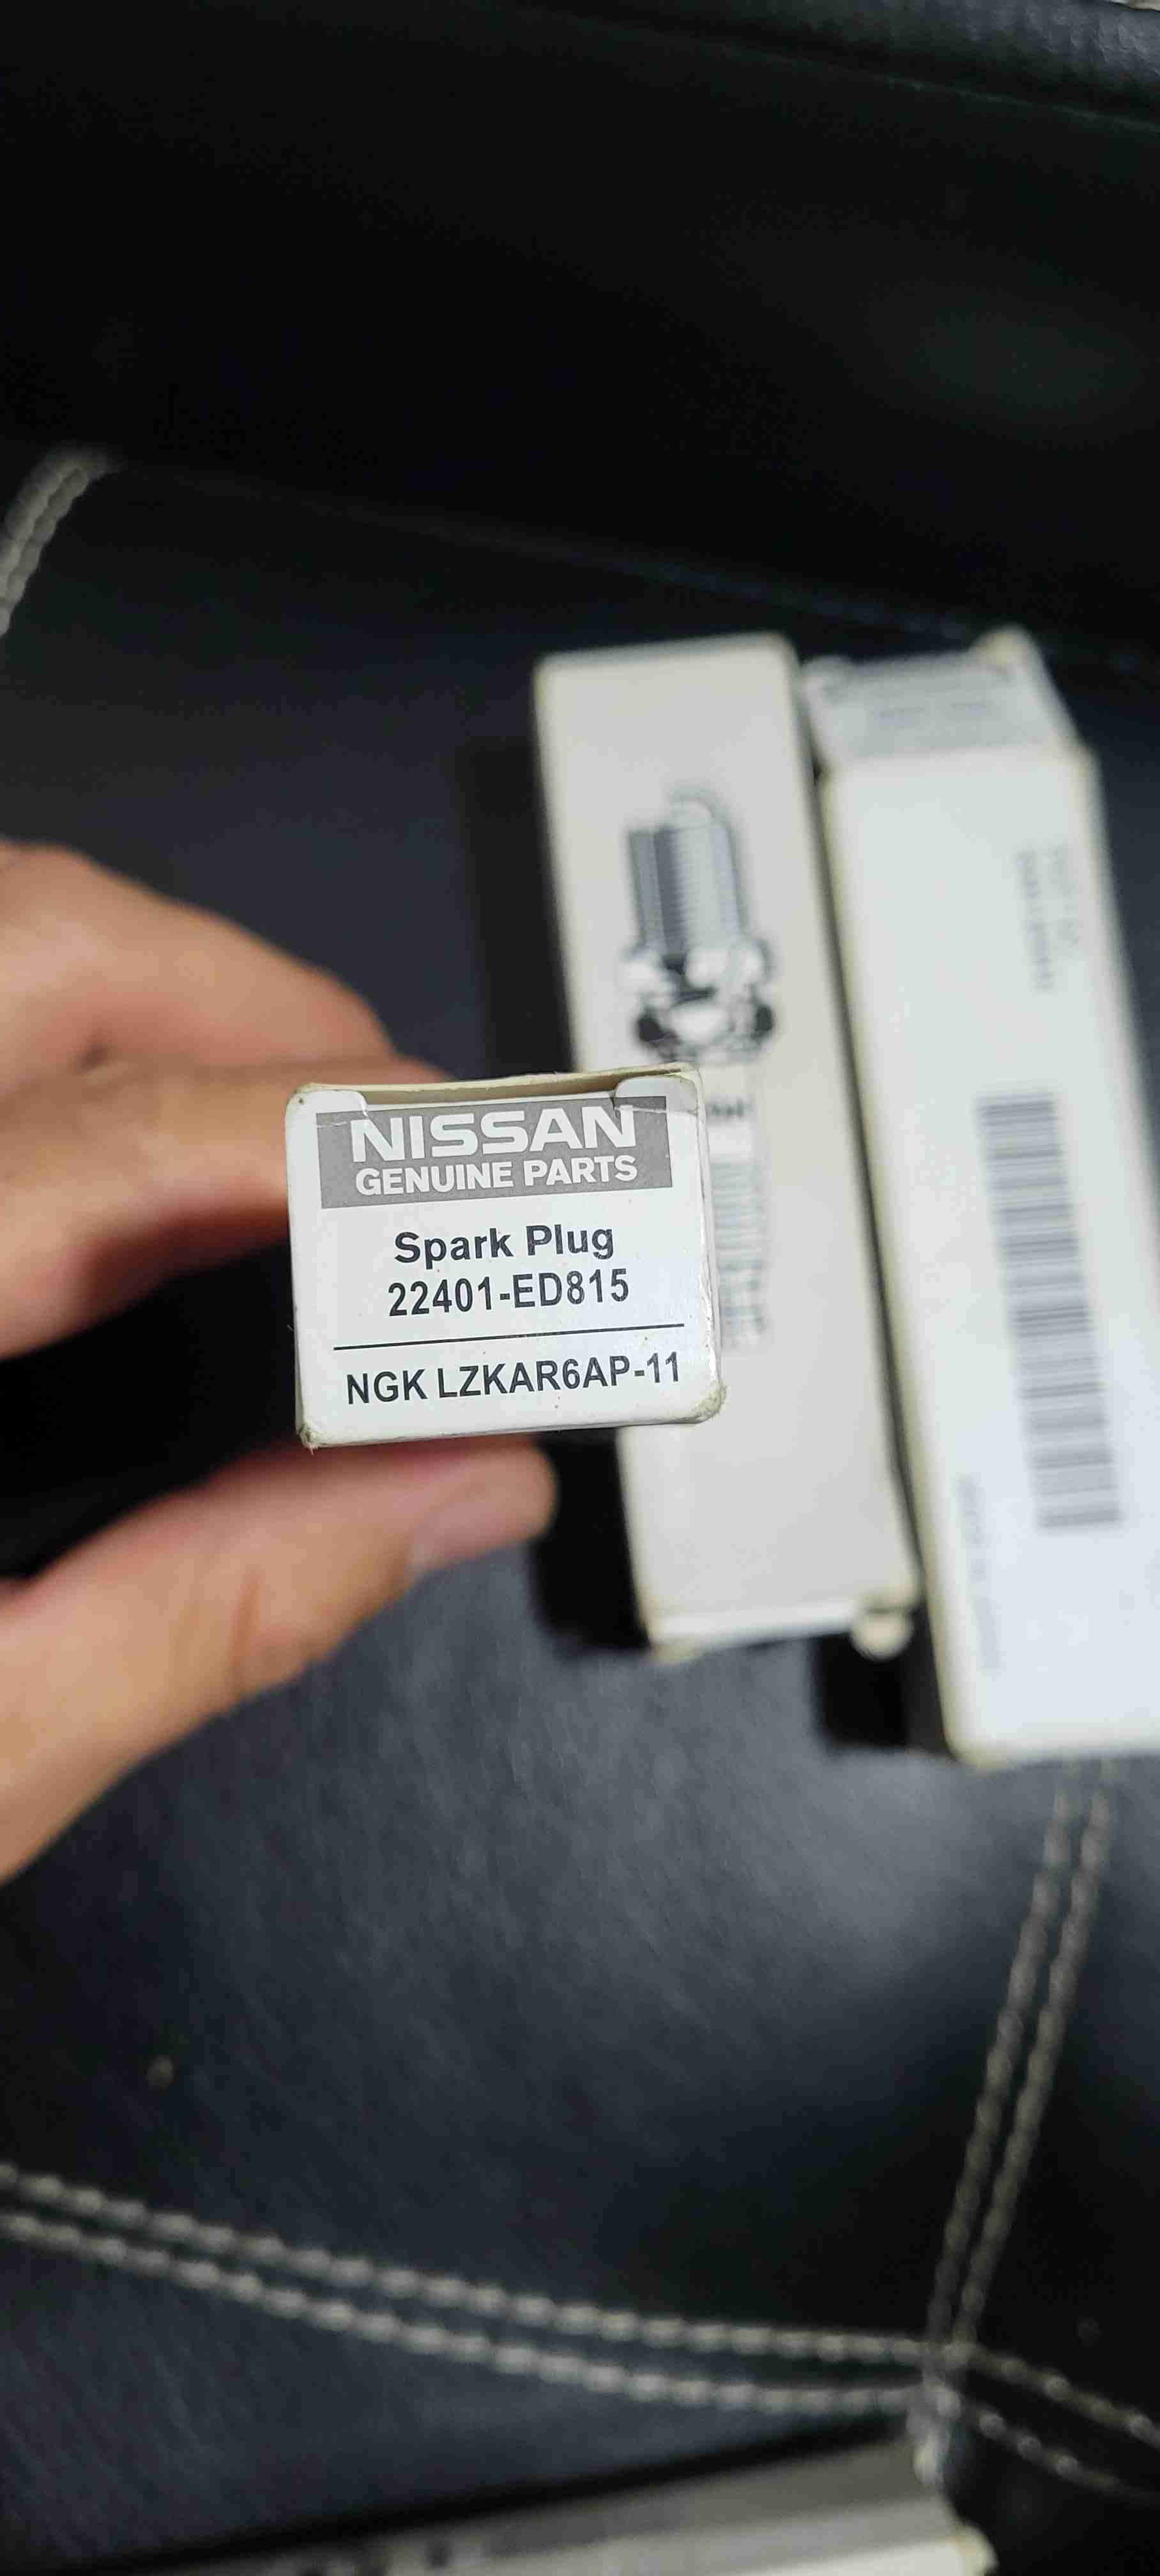 NISSAN
GENUINE PARTS
Spark Plug
22401-ED815
NGK LZKAR6AP-11